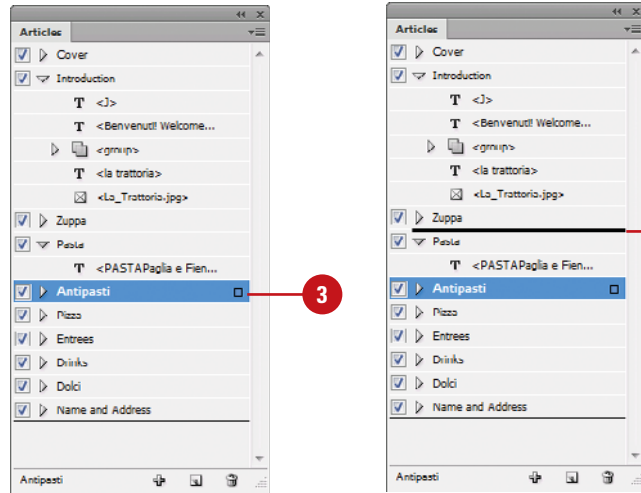 Articles
Cover
Introduction
T <J>
T <Benvenuti! Welcome...
<group>
T <la trattoria>
<La_Trattoria.jpg>
Zuppa
Pasta
T <PASTAPaglia e Fien...
Antipasti
Pizza
Entrees
Drinks
Dolci
Name and Address
Antipasti
3
Articles
Cover
Introduction
T <J>
T <Benvenuti! Welcome...
<group>
T <la trattoria>
<La_Trattoria.jpg>
Zuppa
Pasta
T <PASTAPaglia e Fien...
Antipasti
Pizza
Entrees
Drinks
Dolci
Name and Address
Antipasti